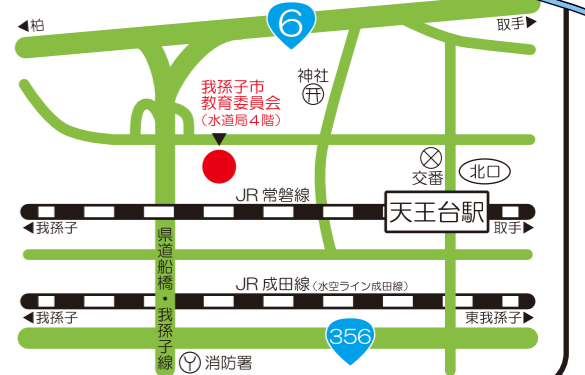 ◀柏
6
取手▶
我孫子市
教育委員会
(水道局4階)
神社
交番
北口
JR 常磐線
天王台駅
◀我孫子
取手▶
県道船橋・我孫子線
JR 成田線(水空ライン成田線)
◀我孫子
東我孫子▶
356
消防署